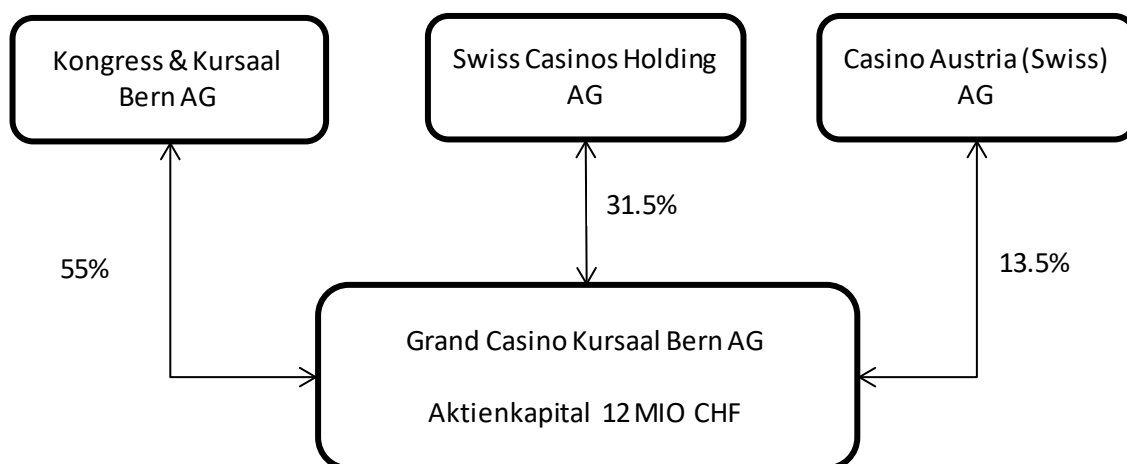 Kongress & Kursaal
Bern AG
Swiss Casinos Holding
AG
Casino Austria (Swiss)
AG
55%
31.5%
13.5%
Grand Casino Kursaal Bern AG
Aktienkapital 12 MIO CHF